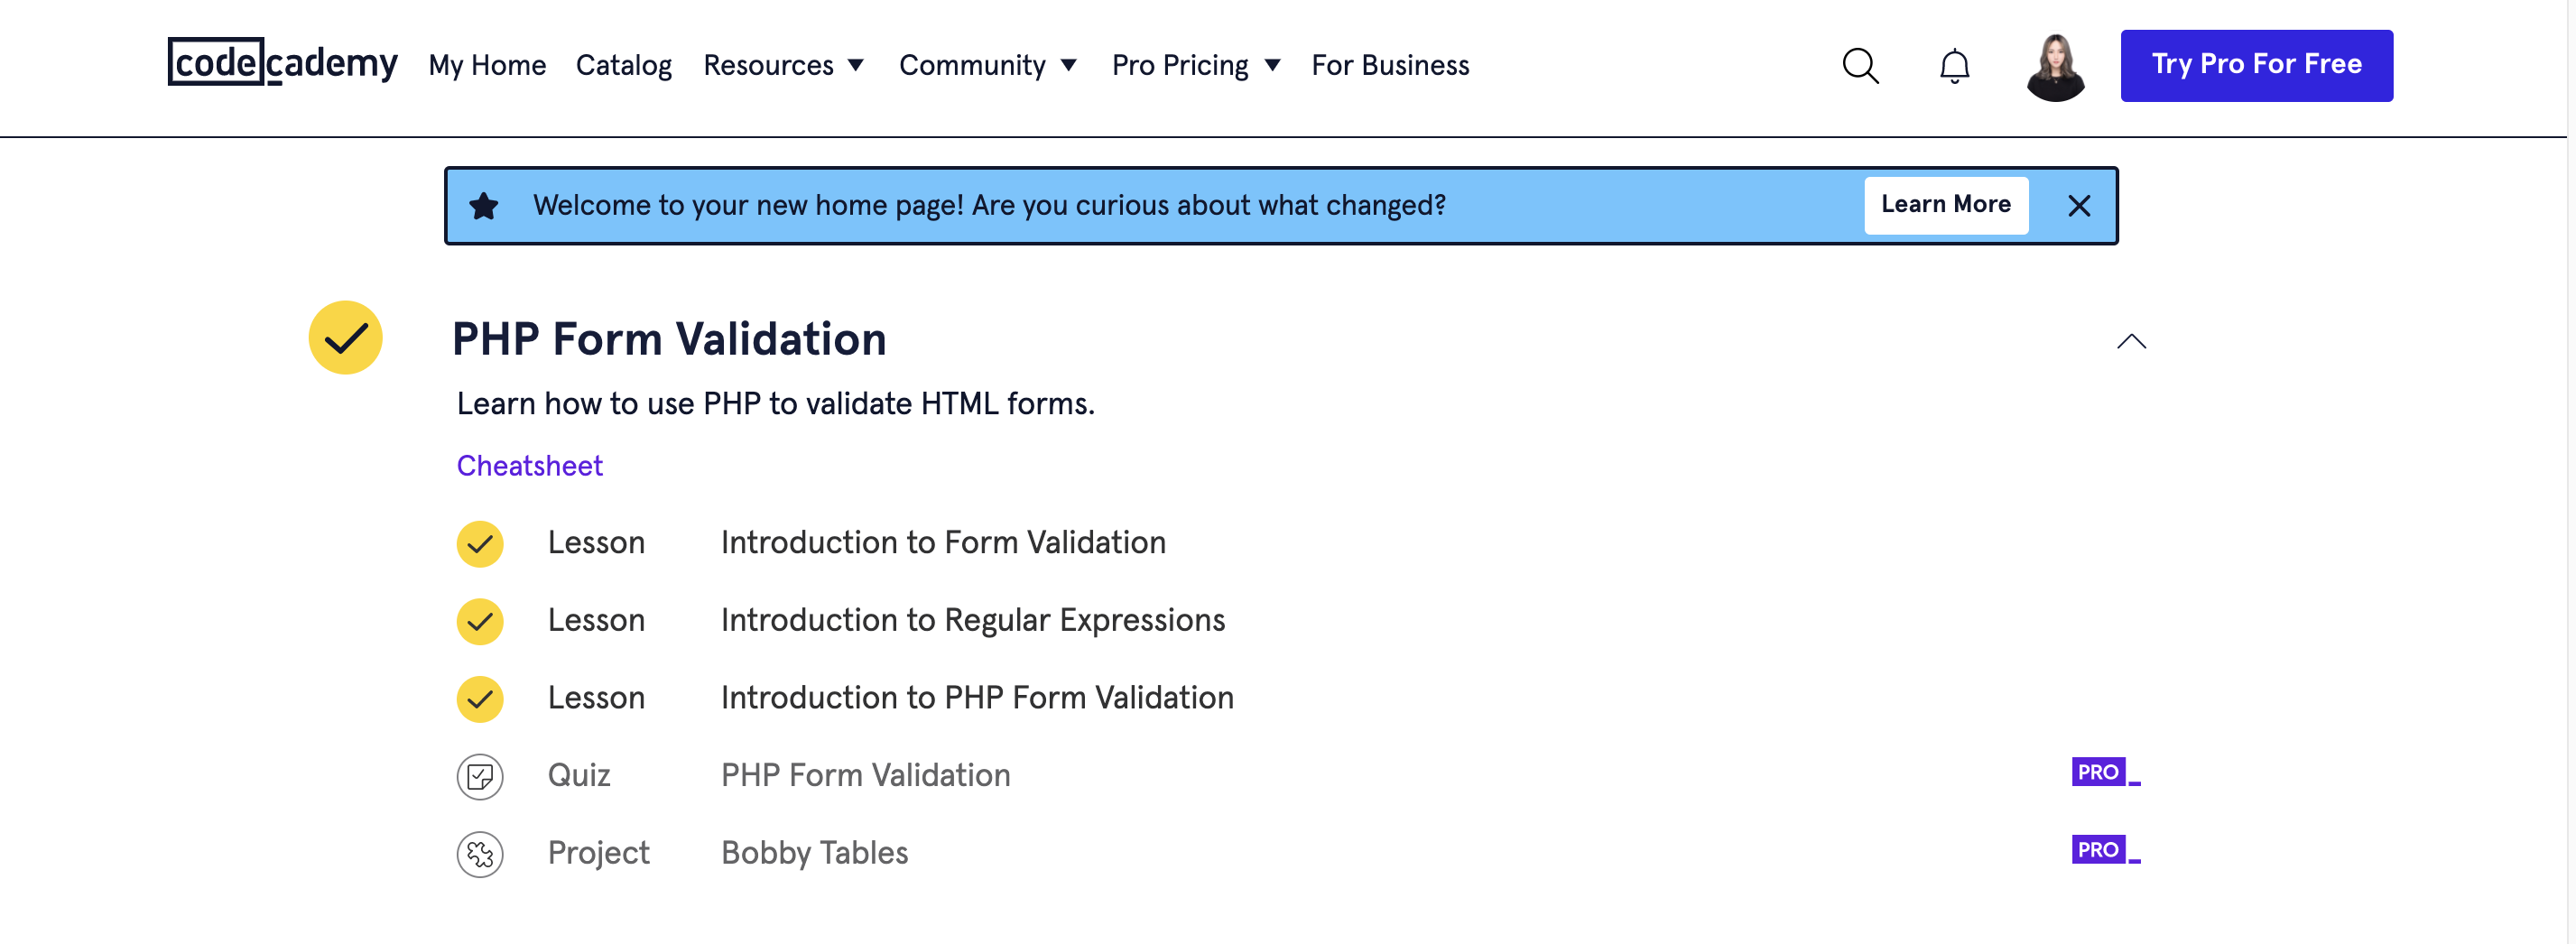 codecademy My Home Catalog Resources Community Pro Pricing For Business Try Pro For Free
Welcome to your new home page! Are you curious about what changed? Learn More
PHP Form Validation
Learn how to use PHP to validate HTML forms.
Cheatsheet
Lesson Introduction to Form Validation
Lesson Introduction to Regular Expressions
Lesson Introduction to PHP Form Validation
Quiz PHP Form Validation PRO
Project Bobby Tables PRO